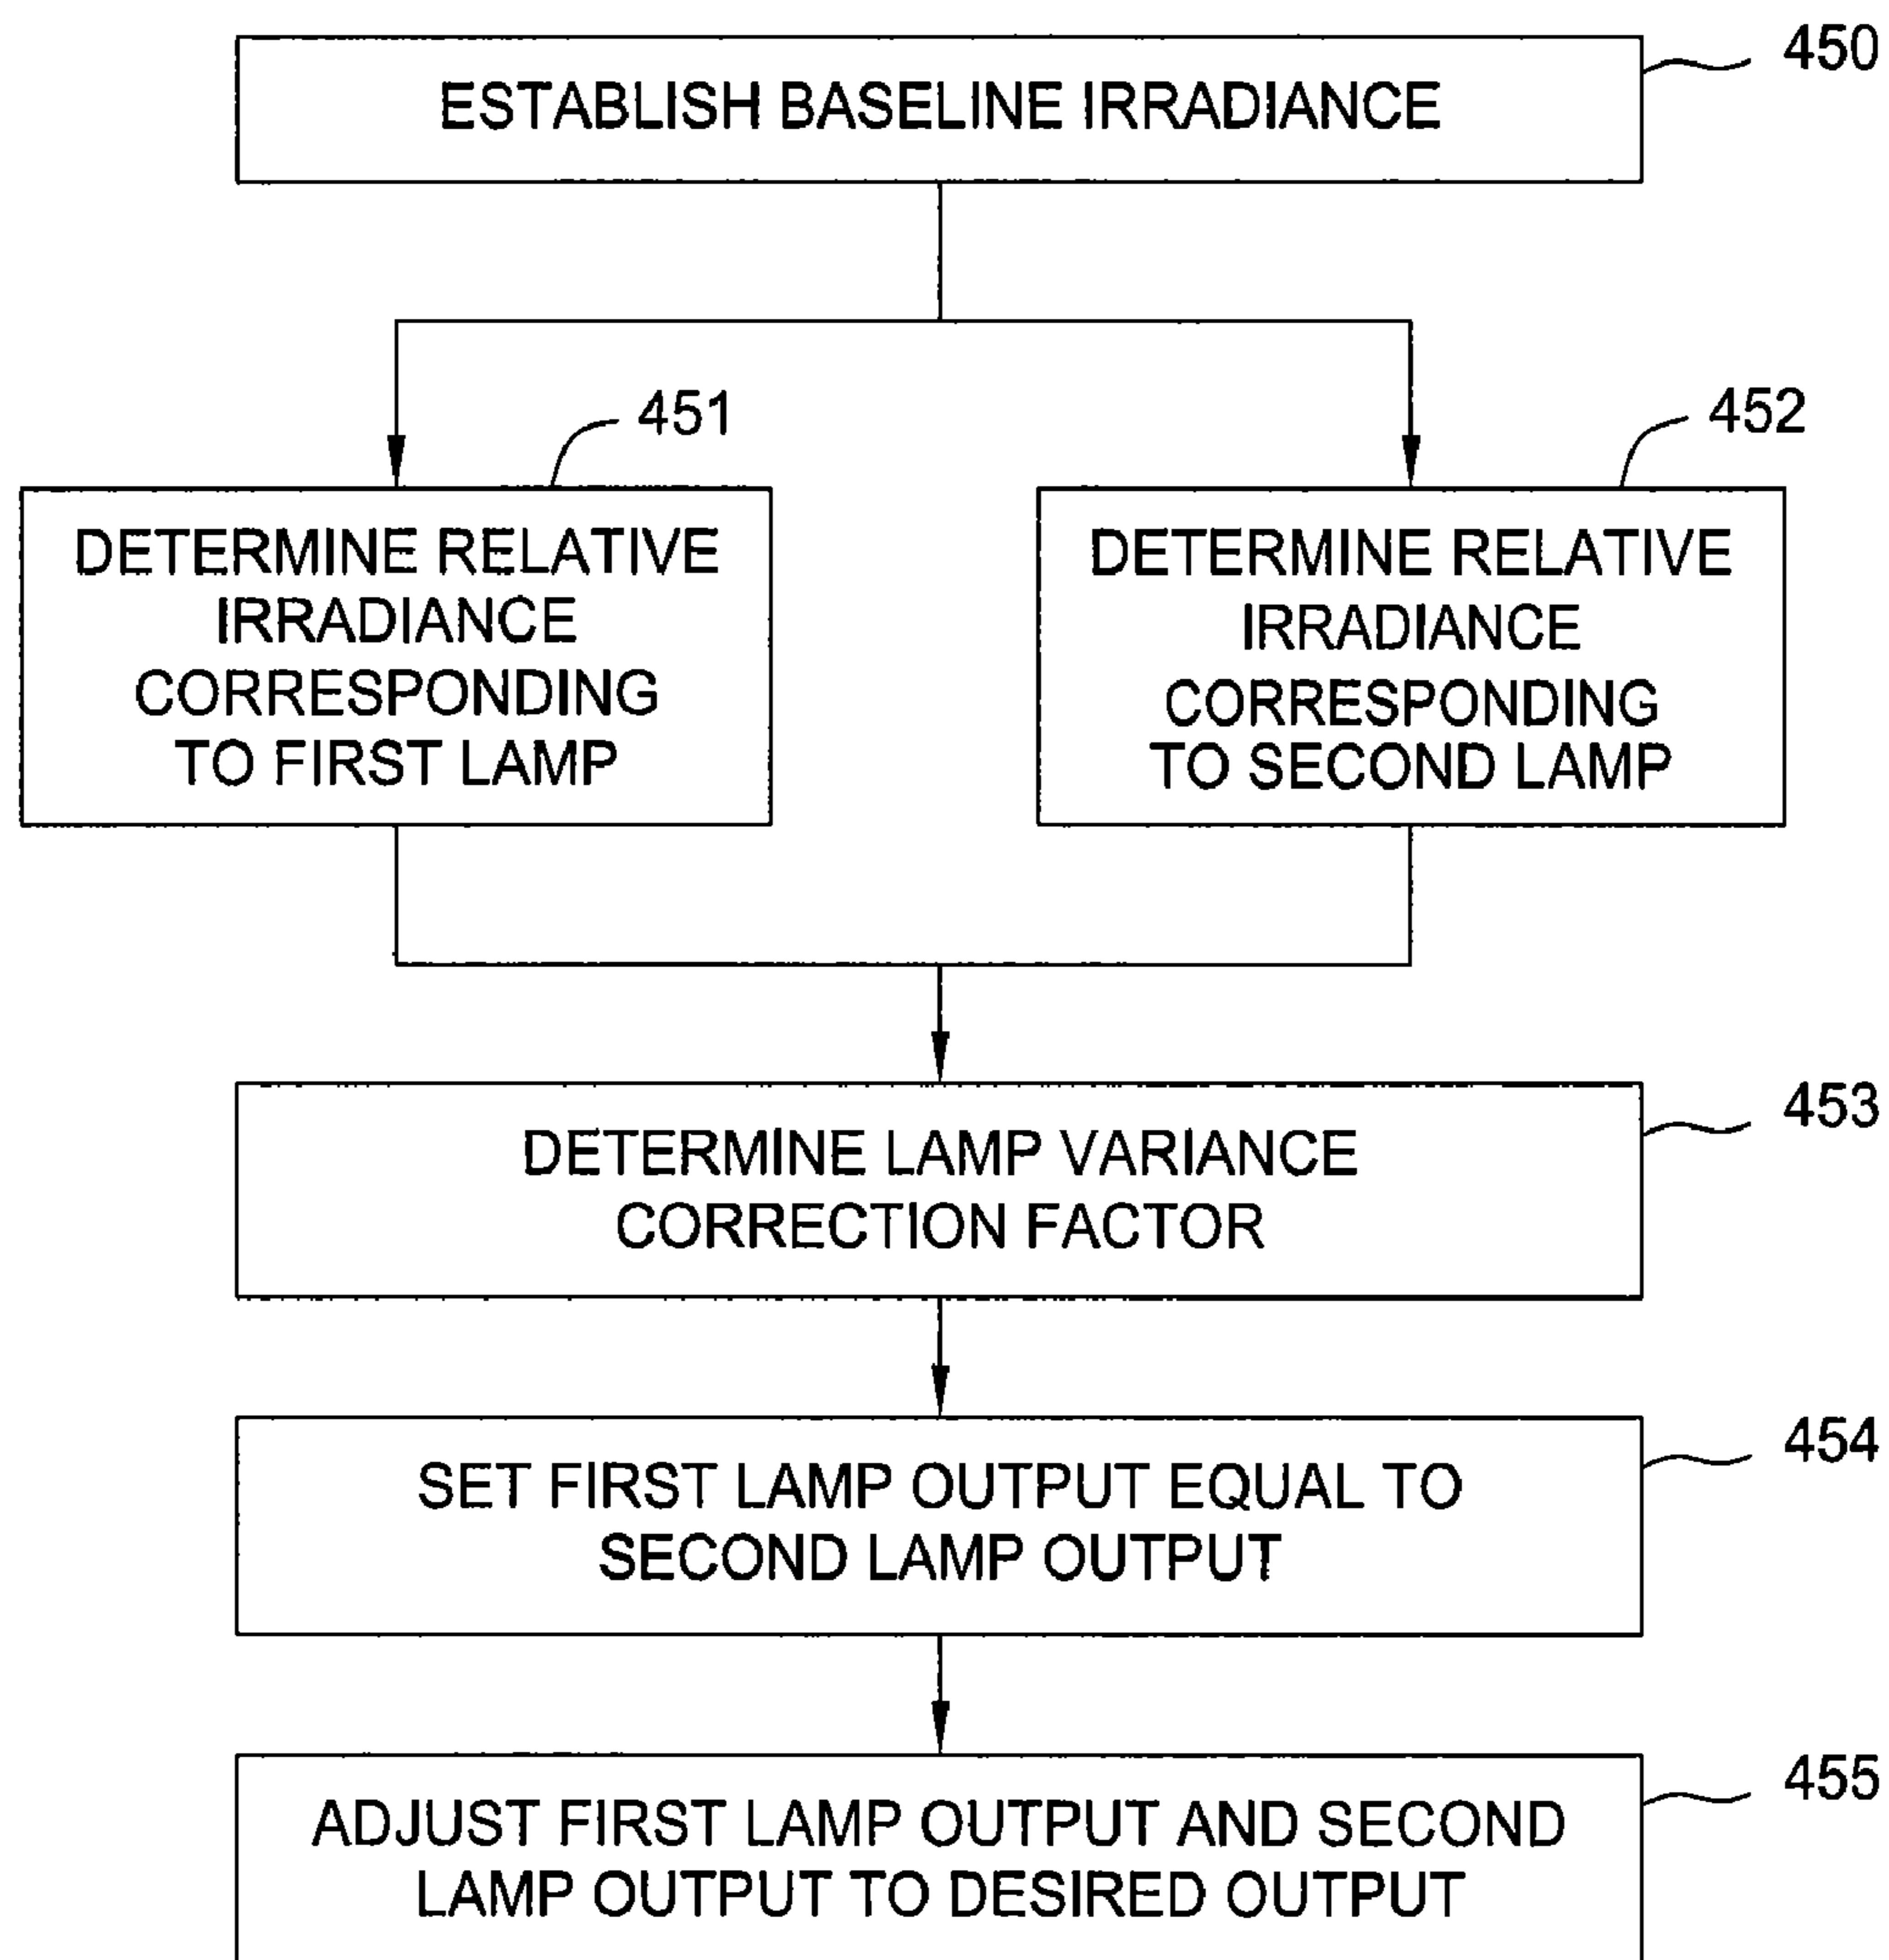 450
ESTABLISH BASELINE IRRADIANCE
451
DETERMINE RELATIVE
IRRADIANCE
CORRESPONDING
TO FIRST LAMP
452
DETERMINE RELATIVE
IRRADIANCE
CORRESPONDING
TO SECOND LAMP
453
DETERMINE LAMP VARIANCE
CORRECTION FACTOR
454
SET FIRST LAMP OUTPUT EQUAL TO
SECOND LAMP OUTPUT
455
ADJUST FIRST LAMP OUTPUT AND SECOND
LAMP OUTPUT TO DESIRED OUTPUT